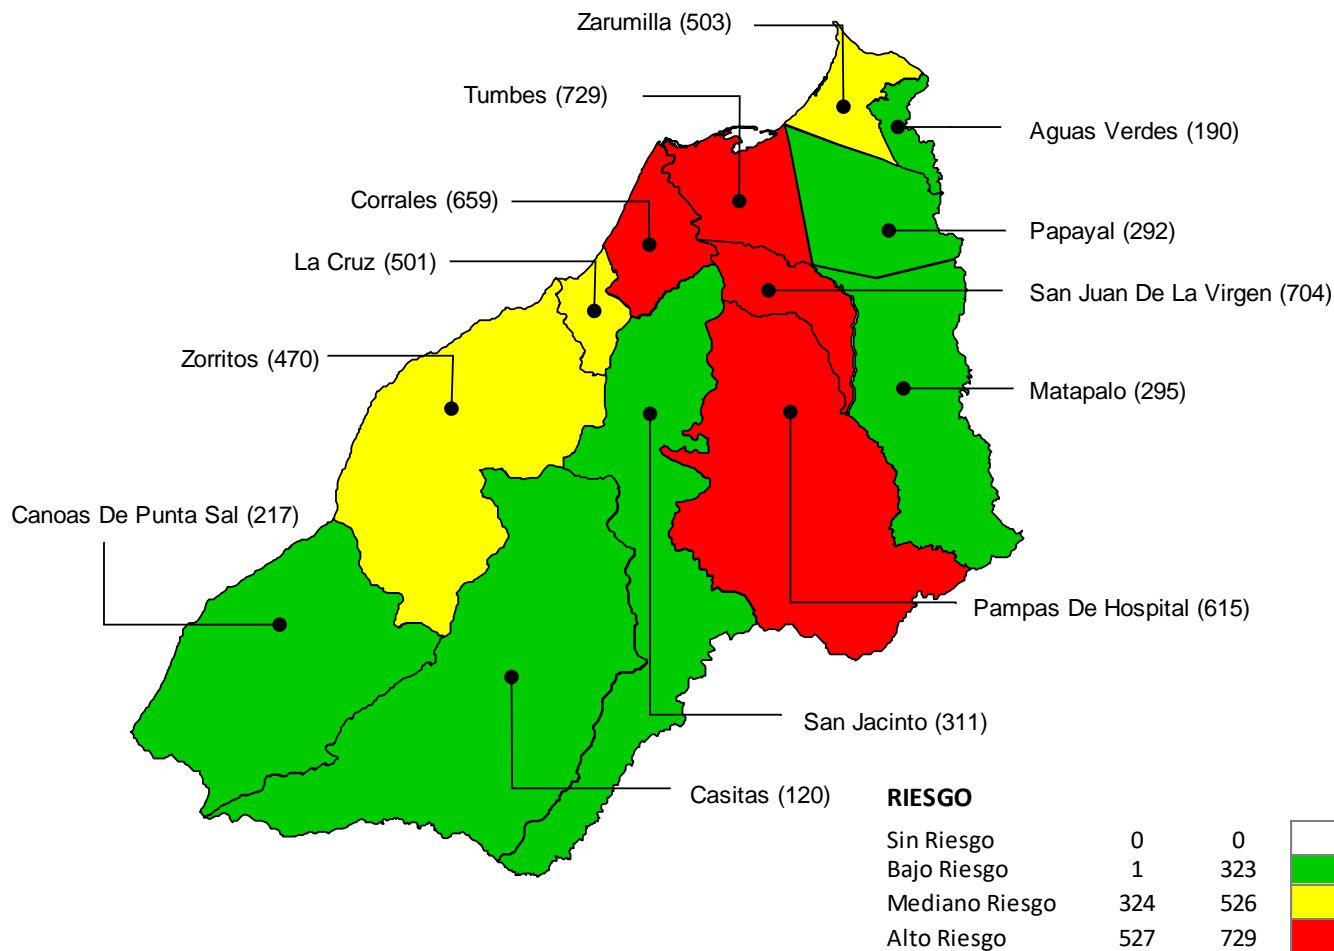 Zarumilla (503)
Tumbes (729)
Aguas Verdes (190)
Corrales (659)
Papayal (292)
La Cruz (501)
San Juan De La Virgen (704)
Zorritos (470)
Matapalo (295)
Canoas De Punta Sal (217)
Pampas De Hospital (615)
San Jacinto (311)
Casitas (120)
RIESGO
Sin Riesgo 0 0
Bajo Riesgo 1 323
Mediano Riesgo 324 526
Alto Riesgo 527 729